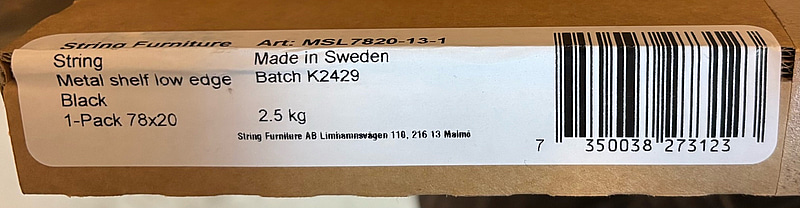 String Furniture Art: MSL7820-13-1
String Made in Sweden
Metal shelf low edge Batch K2429
Black
1-Pack 78x20 2.5 kg
String Furniture AB Limhamnsvägen 110, 216 13 Malmö
7 350038 273123